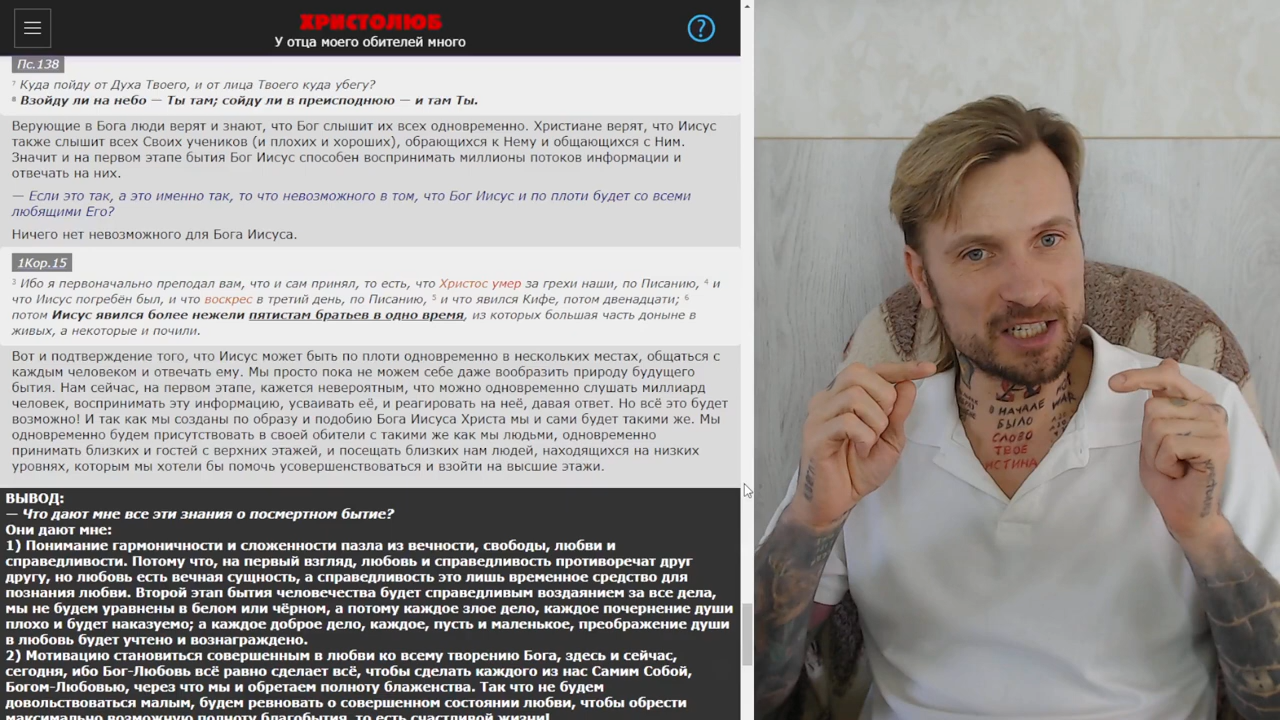 ХРИСТОЛЮБ
У отца моего обителей много
?
Пс.138
7 Куда пойду от Духа Твоего, и от лица Твоего куда убегу?
8 Взойду ли на небо — Ты там; сойду ли в преисподнюю — и там Ты.
Верующие в Бога люди верят и знают, что Бог слышит их всех одновременно. Христиане верят, что Иисус
также слышит всех Своих учеников (и плохих и хороших), обрающихся к Нему и общающихся с Ним.
Значит и на первом этапе бытия Бог Иисус способен воспринимать миллионы потоков информации и
отвечать на них.
— Если это так, а это именно так, то что невозможного в том, что Бог Иисус и по плоти будет со всеми
любящими Его?
Ничего нет невозможного для Бога Иисуса.
1Кор.15
3 Ибо я первоначально преподал вам, что и сам принял, то есть, что Христос умер за грехи наши, по Писанию, 4 и
что Иисус погребён был, и что воскрес в третий день, по Писанию, 5 и что явился Кифе, потом двенадцати; 6
потом Иисус явился более нежели пятистам братьев в одно время, из которых большая часть доныне в
живых, а некоторые и почили.
Вот и подтверждение того, что Иисус может быть по плоти одновременно в нескольких местах, общаться с
каждым человеком и отвечать ему. Мы просто пока не можем себе даже вообразить природу будущего
бытия. Нам сейчас, на первом этапе, кажется невероятным, что можно одновременно слушать миллиард
человек, воспринимать эту информацию, усваивать её, и реагировать на неё, давая ответ. Но всё это будет
возможно! И так как мы созданы по образу и подобию Бога Иисуса Христа мы и сами будет такими же. Мы
одновременно будем присутствовать в своей обители с такими же как мы людьми, одновременно
принимать близких и гостей с верхних этажей, и посещать близких нам людей, находящихся на низких
уровнях, которым мы хотели бы помочь усовершенствоваться и взойти на высшие этажи.
ВЫВОД:
— Что дают мне все эти знания о посмертном бытие?
Они дают мне:
1) Понимание гармоничности и сложенности пазла из вечности, свободы, любви и
справедливости. Потому что, на первый взгляд, любовь и справедливость противоречат друг
другу, но любовь есть вечная сущность, а справедливость это лишь временное средство для
познания любви. Второй этап бытия человечества будет справедливым воздаянием за все дела,
мы не будем уравнены в белом или чёрном, а потому каждое злое дело, каждое почернение души
плохо и будет наказуемо; а каждое доброе дело, каждое, пусть и маленькое, преображение души
в любовь будет учтено и вознаграждено.
2) Мотивацию становиться совершенным в любви ко всему творению Бога, здесь и сейчас,
сегодня, ибо Бог-Любовь всё равно сделает всё, чтобы сделать каждого из нас Самим Собой,
Богом-Любовью, через что мы и обретаем полноту блаженства. Так что не будем
довольствоваться малым, будем ревновать о совершенном состоянии любви, чтобы обрести
максимально возможную полноту благобытия, то есть счастливой жизни!
В НАЧАЛЕ
БЫЛО
СЛОВО
ТВОЕ
ИСТИНА